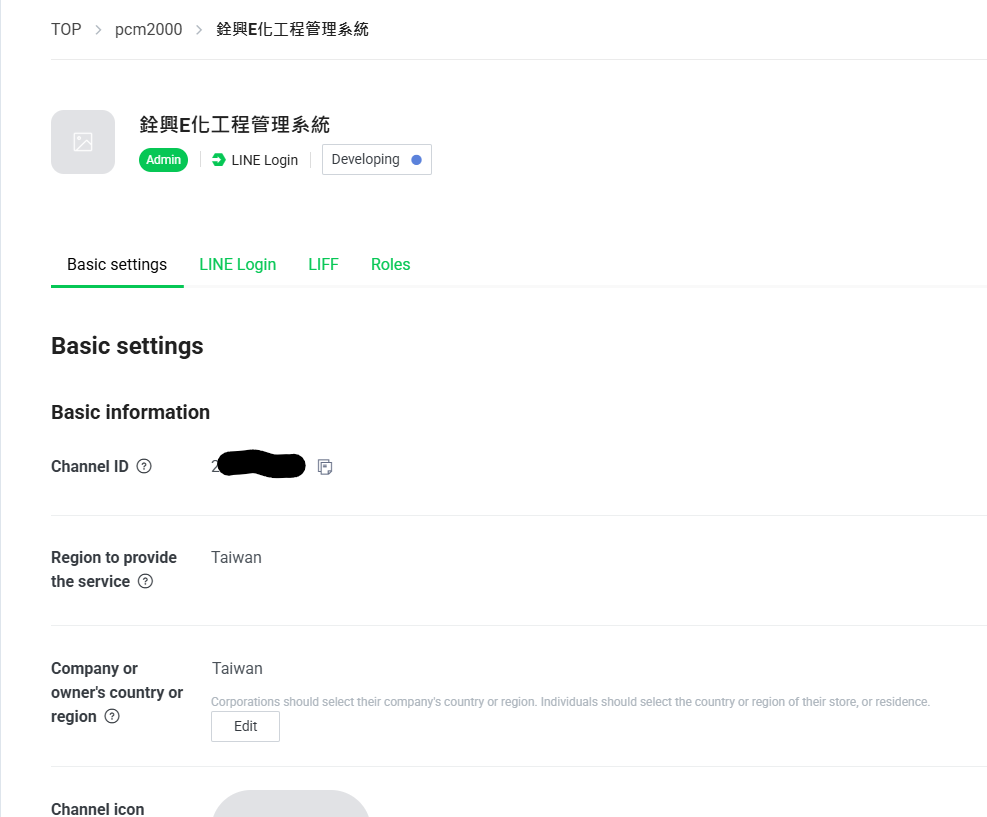 TOP > pcm2000 > 銓興E化工程管理系統
銓興E化工程管理系統
Admin LINE Login Developing
Basic settings LINE Login LIFF Roles
Basic settings
Basic information
Channel ID 2
Region to provide
the service
Taiwan
Company or
owner's country or
region
Taiwan
Corporations should select their company's country or region. Individuals should select the country or region of their store, or residence.
Edit
Channel icon